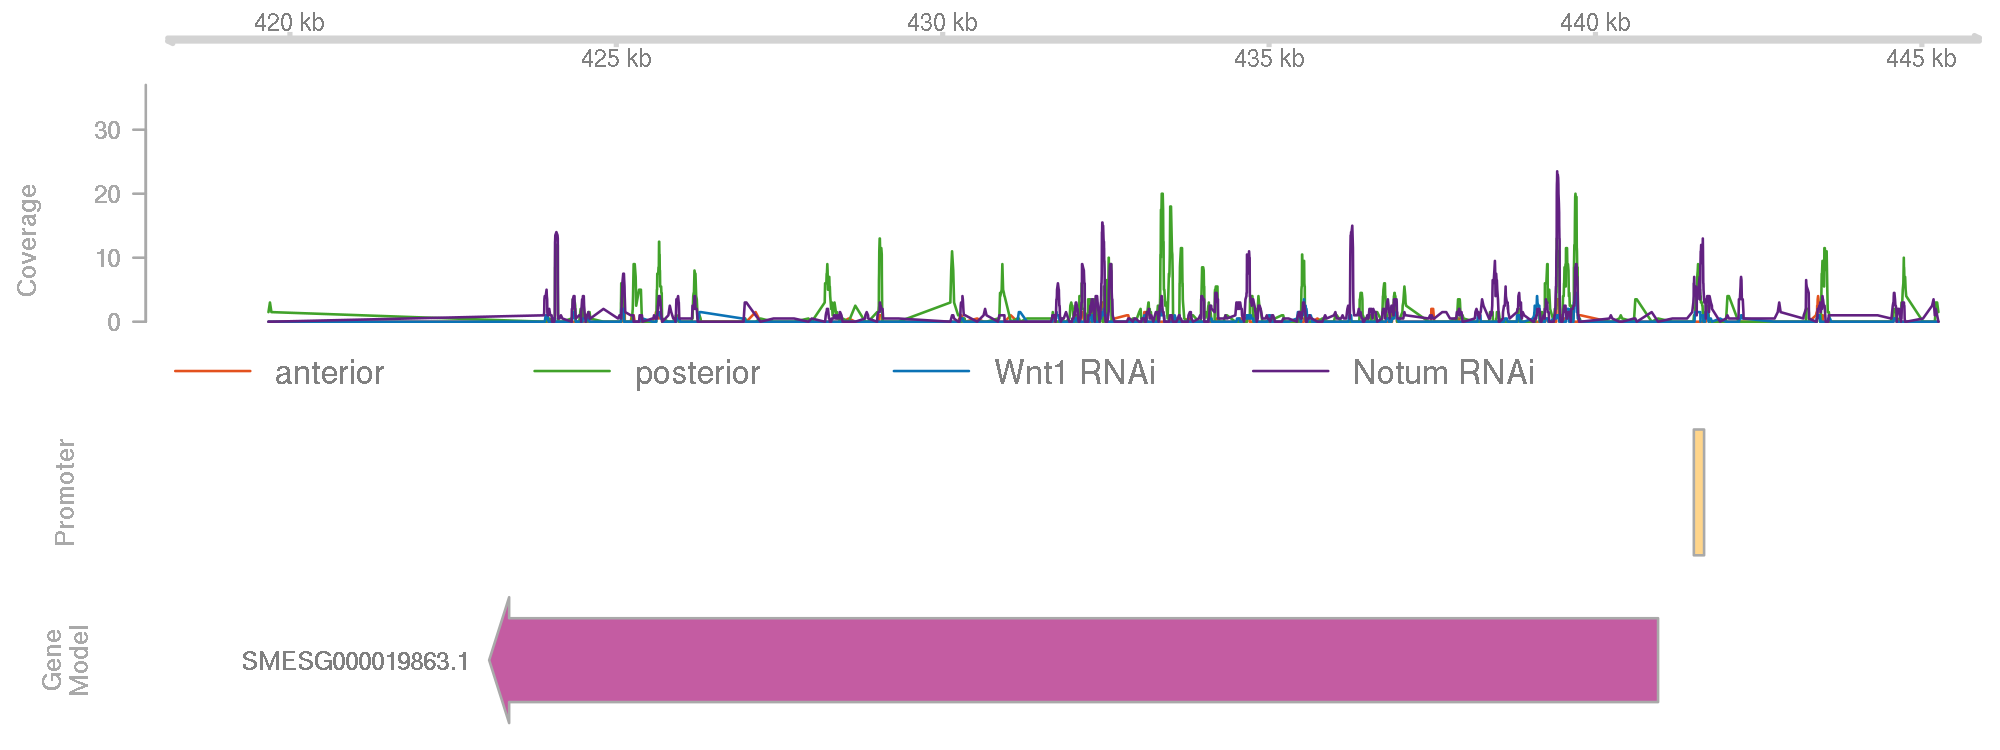 420 kb 430 kb 440 kb
425 kb 435 kb 445 kb
Coverage
30
20
10
0
anterior posterior Wnt1 RNAi Notum RNAi
Promoter
Gene
Model
SMESG000019863.1